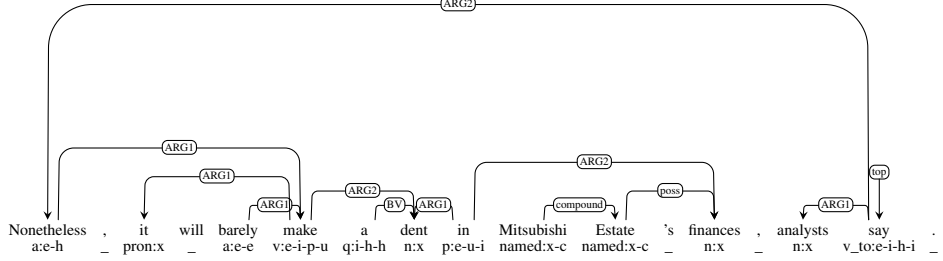 ARG2
ARG1
ARG1
ARG2
top
ARG1
ARG2
BV
ARG1
compound
poss
ARG1
Nonetheless , it will barely make a dent in Mitsubishi Estate 's finances , analysts say .
a:e-h _ pron:x _ a:e-e v:e-i-p-u q:i-h-h n:x p:e-u-i named:x-c named:x-c _ n:x _ n:x v_to:e-i-h-i _